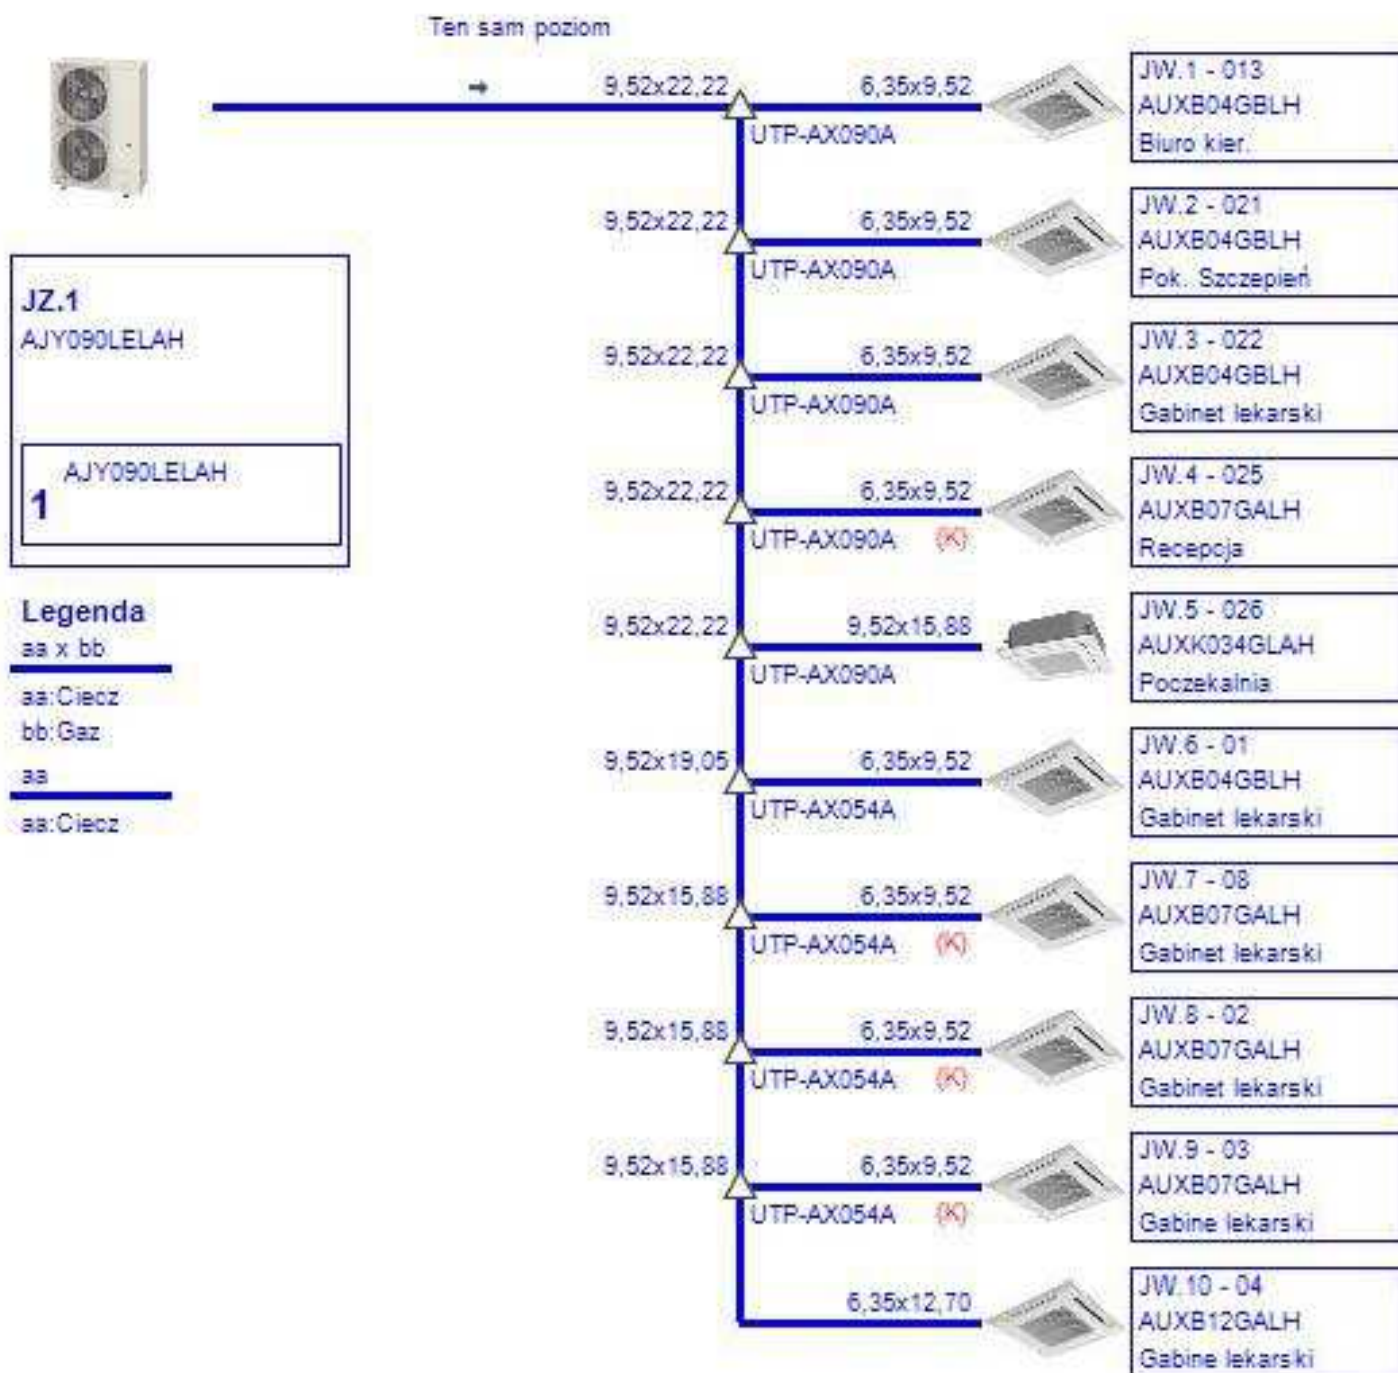 Ten sam poziom
9,52x22,22
6,35x9,52
UTP-AX090A
JW.1 - 013
AUXB04GBLH
Biuro kier.
9,52x22,22
6,35x9,52
UTP-AX090A
JW.2 - 021
AUXB04GBLH
Pok. Szczepień
JZ.1
AJY090LELAH
AJY090LELAH
1
9,52x22,22
6,35x9,52
UTP-AX090A
JW.3 - 022
AUXB04GBLH
Gabinet lekarski
9,52x22,22
6,35x9,52
UTP-AX090A
(K)
JW.4 - 025
AUXB07GALH
Recepcja
Legenda
aa x bb
aa:Ciecz
bb:Gaz
aa
aa:Ciecz
9,52x22,22
9,52x15,88
UTP-AX090A
JW.5 - 026
AUXK034GLAH
Poczekalnia
9,52x19,05
6,35x9,52
UTP-AX054A
JW.6 - 01
AUXB04GBLH
Gabinet lekarski
9,52x15,88
6,35x9,52
UTP-AX054A
(K)
JW.7 - 08
AUXB07GALH
Gabinet lekarski
9,52x15,88
6,35x9,52
UTP-AX054A
(K)
JW.8 - 02
AUXB07GALH
Gabinet lekarski
9,52x15,88
6,35x9,52
UTP-AX054A
(K)
JW.9 - 03
AUXB07GALH
Gabine lekarski
6,35x12,70
JW.10 - 04
AUXB12GALH
Gabine lekarski